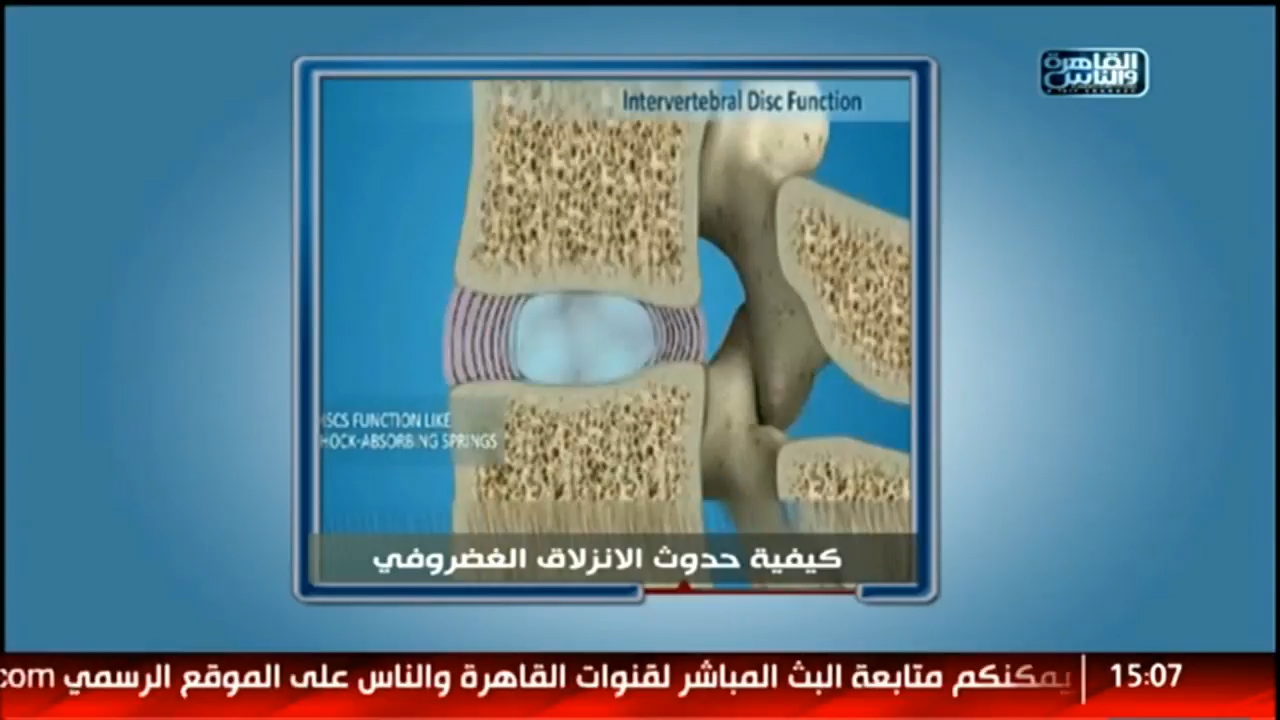 القاهرة
والناس
Intervertebral Disc Function
ISCS FUNCTION LIKE
HOCK-ABSORBING SPRINGS
كيفية حدوث الانزلاق الغضروفي
15:07
يمكنكم متابعة البث المباشر لقنوات القاهرة والناس على الموقع الرسمي com